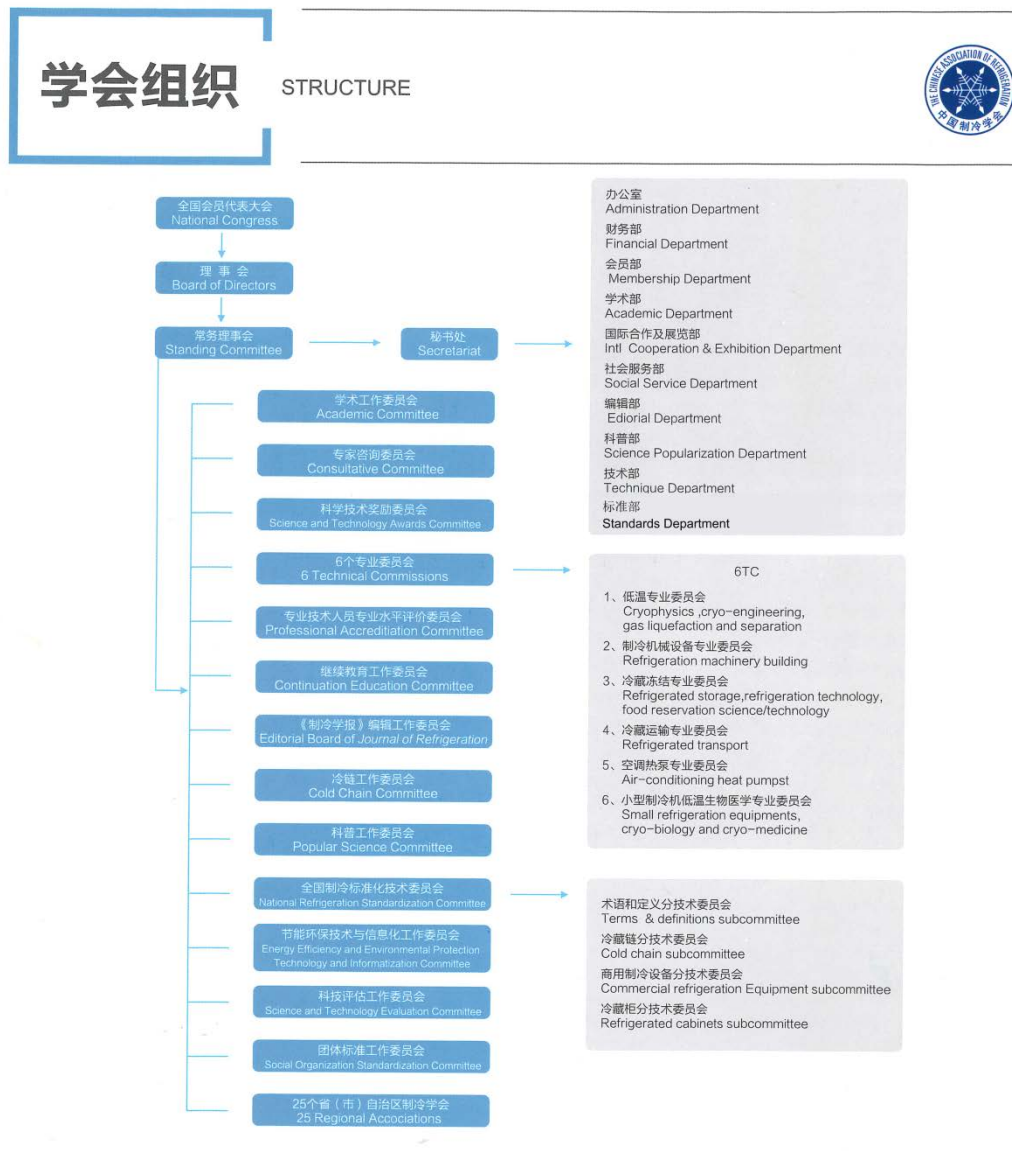 学会组织
STRUCTURE
THE CHINESE ASSOCIATION OF REFRIGERATION
中国制冷学会
全国会员代表大会
National Congress
理 事 会
Board of Directors
常务理事会
Standing Committee
秘书处
Secretariat
办公室
Administration Department
财务部
Financial Department
会员部
Membership Department
学术部
Academic Department
国际合作及展览部
Intl Cooperation & Exhibition Department
社会服务部
Social Service Department
编辑部
Ediorial Department
科普部
Science Popularization Department
技术部
Technique Department
标准部
Standards Department
学术工作委员会
Academic Committee
专家咨询委员会
Consultative Committee
科学技术奖励委员会
Science and Technology Awards Committee
6个专业委员会
6 Technical Commissions
专业技术人员专业水平评价委员会
Professional Accreditiation Committee
继续教育工作委员会
Continuation Education Committee
《制冷学报》编辑工作委员会
Editorial Board of Journal of Refrigeration
冷链工作委员会
Cold Chain Committee
科普工作委员会
Popular Science Committee
全国制冷标准化技术委员会
National Refrigeration Standardization Committee
节能环保技术与信息化工作委员会
Energy Efficiency and Environmental Protection
Technology and Informatization Committee
科技评估工作委员会
Science and Technology Evaluation Committee
团体标准工作委员会
Social Organization Standardization Committee
25个省（市）自治区制冷学会
25 Regional Accociations
6TC
1、低温专业委员会
Cryophysics ,cryo-engineering,
gas liquefaction and separation
2、制冷机械设备专业委员会
Refrigeration machinery building
3、冷藏冻结专业委员会
Refrigerated storage,refrigeration technology,
food reservation science/technology
4、冷藏运输专业委员会
Refrigerated transport
5、空调热泵专业委员会
Air-conditioning heat pumpst
6、小型制冷机低温生物医学专业委员会
Small refrigeration equipments,
cryo-biology and cryo-medicine
术语和定义分技术委员会
Terms & definitions subcommittee
冷藏链分技术委员会
Cold chain subcommittee
商用制冷设备分技术委员会
Commercial refrigeration Equipment subcommittee
冷藏柜分技术委员会
Refrigerated cabinets subcommittee